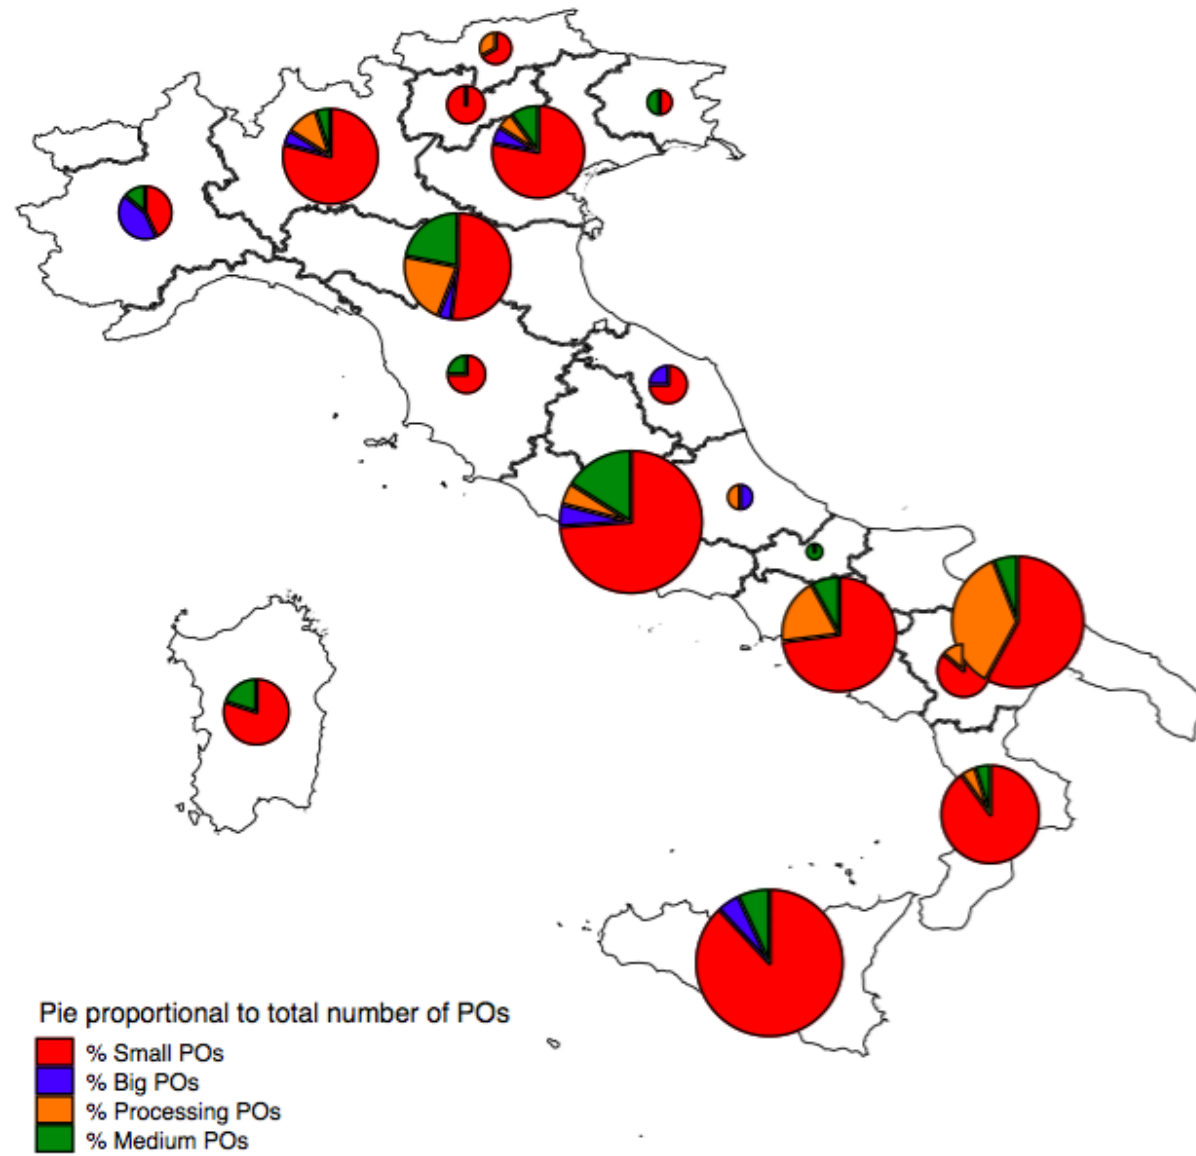 Pie proportional to total number of POs
% Small POs
% Big POs
% Processing POs
% Medium POs